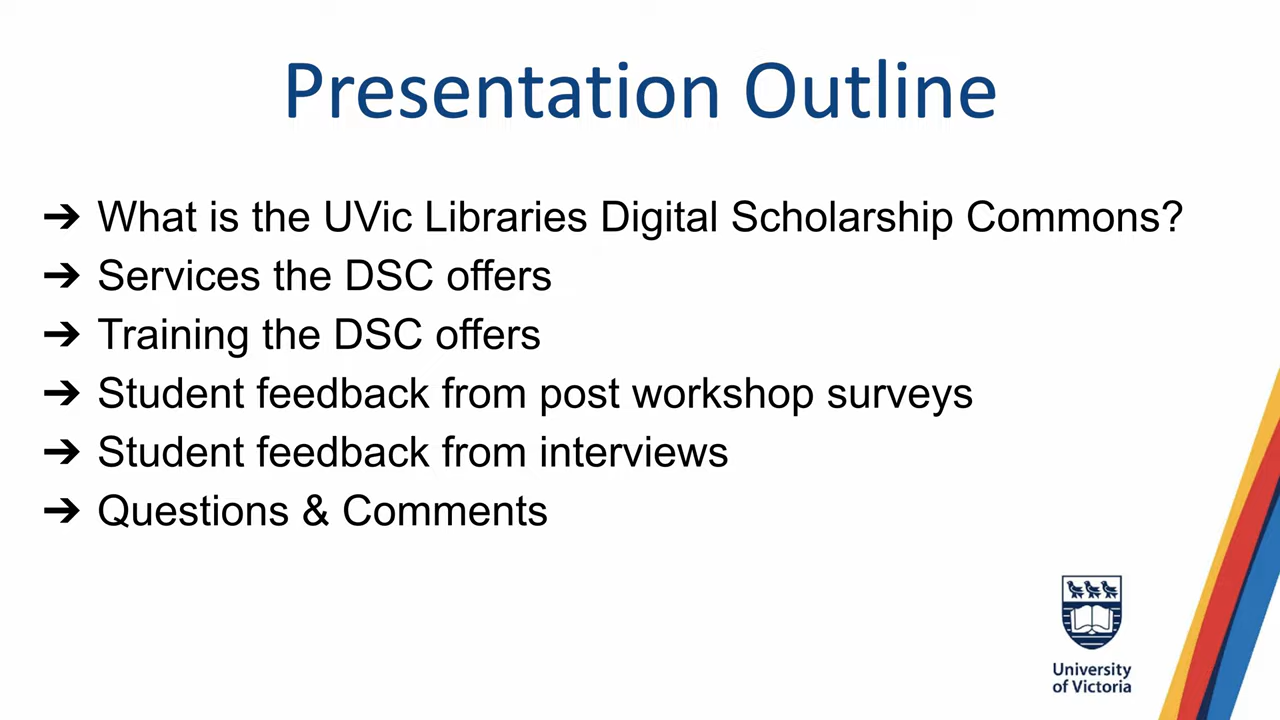 Presentation Outline
➔ What is the UVic Libraries Digital Scholarship Commons?
➔ Services the DSC offers
➔ Training the DSC offers
➔ Student feedback from post workshop surveys
➔ Student feedback from interviews
➔ Questions & Comments
University
of Victoria